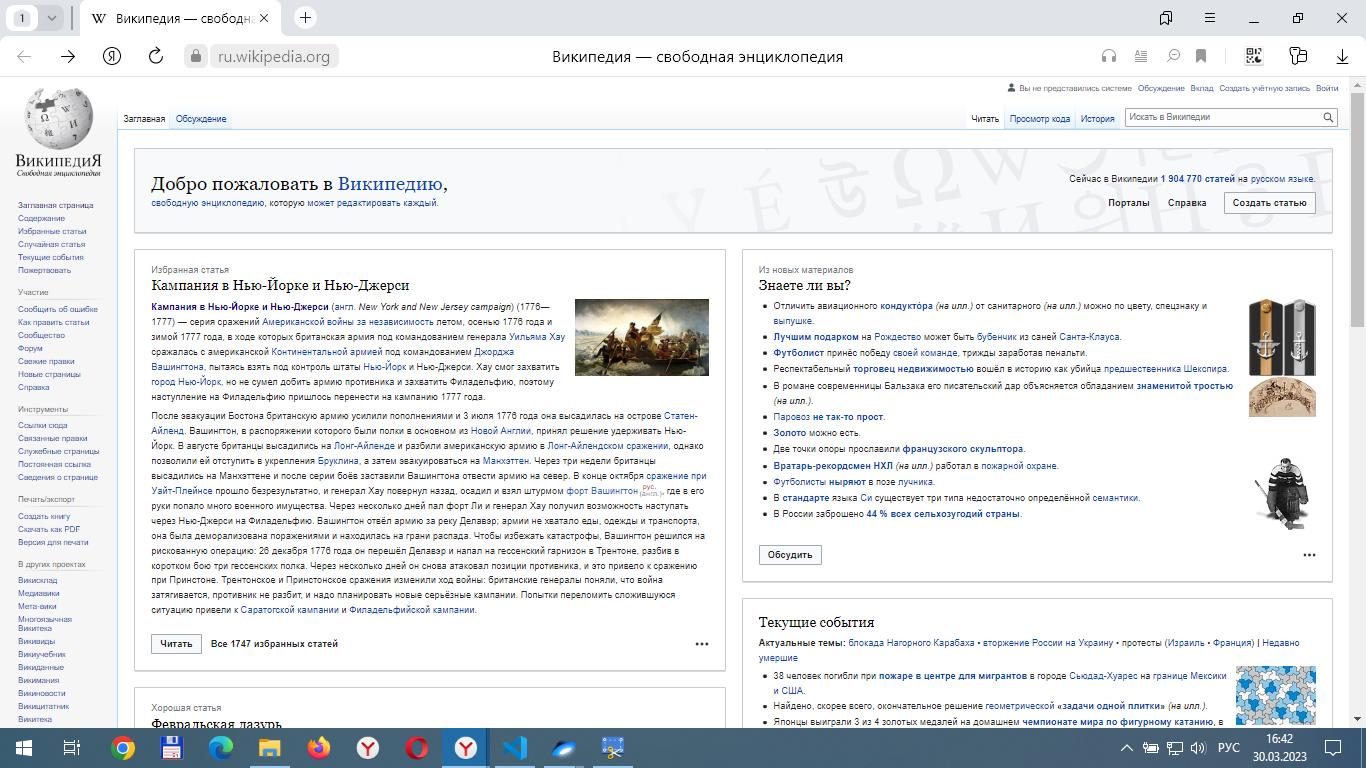 1
Википедия — свободна
ru.wikipedia.org
Википедия — свободная энциклопедия
Вы не представились системе Обсуждение Вклад Создать учётную запись Войти
Заглавная Обсуждение
Читать Просмотр кода История
Искать в Википедии
ВикипедиЯ
Свободная энциклопедия
Заглавная страница
Содержание
Избранные статьи
Случайная статья
Текущие события
Пожертвовать
Участие
Сообщить об ошибке
Как править статьи
Сообщество
Форум
Свежие правки
Новые страницы
Справка
Инструменты
Ссылки сюда
Связанные правки
Служебные страницы
Постоянная ссылка
Сведения о странице
Печать/экспорт
Создать книгу
Скачать как PDF
Версия для печати
В других проектах
Викисклад
Медиавики
Мета-вики
Многоязычная
Викитека
Викивиды
Викиучебник
Викиданные
Викимания
Викиновости
Викицитатник
Викитека
Добро пожаловать в Википедию,
свободную энциклопедию, которую может редактировать каждый.
Сейчас в Википедии 1 904 770 статей на русском языке.
Порталы Справка Создать статью
Избранная статья
Кампания в Нью-Йорке и Нью-Джерси
Кампания в Нью-Йорке и Нью-Джерси (англ. New York and New Jersey campaign) (1776—
1777) — серия сражений Американской войны за независимость летом, осенью 1776 года и
зимой 1777 года, в ходе которых британская армия под командованием генерала Уильяма Хау
сражалась с американской Континентальной армией под командованием Джорджа
Вашингтона, пытаясь взять под контроль штаты Нью-Йорк и Нью-Джерси. Хау смог захватить
город Нью-Йорк, но не сумел добить армию противника и захватить Филадельфию, поэтому
наступление на Филадельфию пришлось перенести на кампанию 1777 года.
После эвакуации Бостона британскую армию усилили пополнениями и 3 июля 1776 года она высадилась на острове Статен-
Айленд. Вашингтон, в распоряжении которого были полки в основном из Новой Англии, принял решение удерживать Нью-
Йорк. В августе британцы высадились на Лонг-Айленде и разбили американскую армию в Лонг-Айлендском сражении, однако
позволили ей отступить в укрепления Бруклина, а затем эвакуироваться на Манхэттен. Через три недели британцы
высадились на Манхэттене и после серии боёв заставили Вашингтона отвести армию на север. В конце октября сражение при
Уайт-Плейнсе прошло безрезультатно, и генерал Хау повернул назад, осадил и взял штурмом форт Вашингтон рус. (англ.), где в его
руки попало много военного имущества. Через несколько дней пал форт Ли и генерал Хау получил возможность наступать
через Нью-Джерси на Филадельфию. Вашингтон отвёл армию за реку Делавэр; армии не хватало еды, одежды и транспорта,
она была деморализована поражениями и находилась на грани распада. Чтобы избежать катастрофы, Вашингтон решился на
рискованную операцию: 26 декабря 1776 года он перешёл Делавэр и напал на гессенский гарнизон в Трентоне, разбив в
коротком бою три гессенских полка. Через несколько дней он снова атаковал позиции противника, и это привело к сражению
при Принстоне. Трентонское и Принстонское сражения изменили ход войны: британские генералы поняли, что война
затягивается, противник не разбит, и надо планировать новые серьёзные кампании. Попытки переломить сложившуюся
ситуацию привели к Саратогской кампании и Филадельфийской кампании.
Читать Все 1747 избранных статей
Хорошая статья
Февральская лазурь
Из новых материалов
Знаете ли вы?
Отличить авиационного кондуктóра (на илл.) от санитарного (на илл.) можно по цвету, спецзнаку и
выпушке.
Лучшим подарком на Рождество может быть бубенчик из саней Санта-Клауса.
Футболист принёс победу своей команде, трижды заработав пенальти.
Респектабельный торговец недвижимостью вошёл в историю как убийца предшественника Шекспира.
В романе современницы Бальзака его писательский дар объясняется обладанием знаменитой тростью
(на илл.).
Паровоз не так-то прост.
Золото можно есть.
Две точки опоры прославили французского скульптора.
Вратарь-рекордсмен НХЛ (на илл.) работал в пожарной охране.
Футболисты ныряют в позе лучника.
В стандарте языка Си существует три типа недостаточно определённой семантики.
В России заброшено 44 % всех сельхозугодий страны.
Обсудить
Текущие события
Актуальные темы: блокада Нагорного Карабаха • вторжение России на Украину • протесты (Израиль • Франция) | Недавно
умершие
38 человек погибли при пожаре в центре для мигрантов в городе Сьюдад-Хуарес на границе Мексики
и США.
Найдено, скорее всего, окончательное решение геометрической «задачи одной плитки» (на илл.).
Японцы выиграли 3 из 4 золотых медалей на домашнем чемпионате мира по фигурному катанию, в
РУС
16:42
30.03.2023